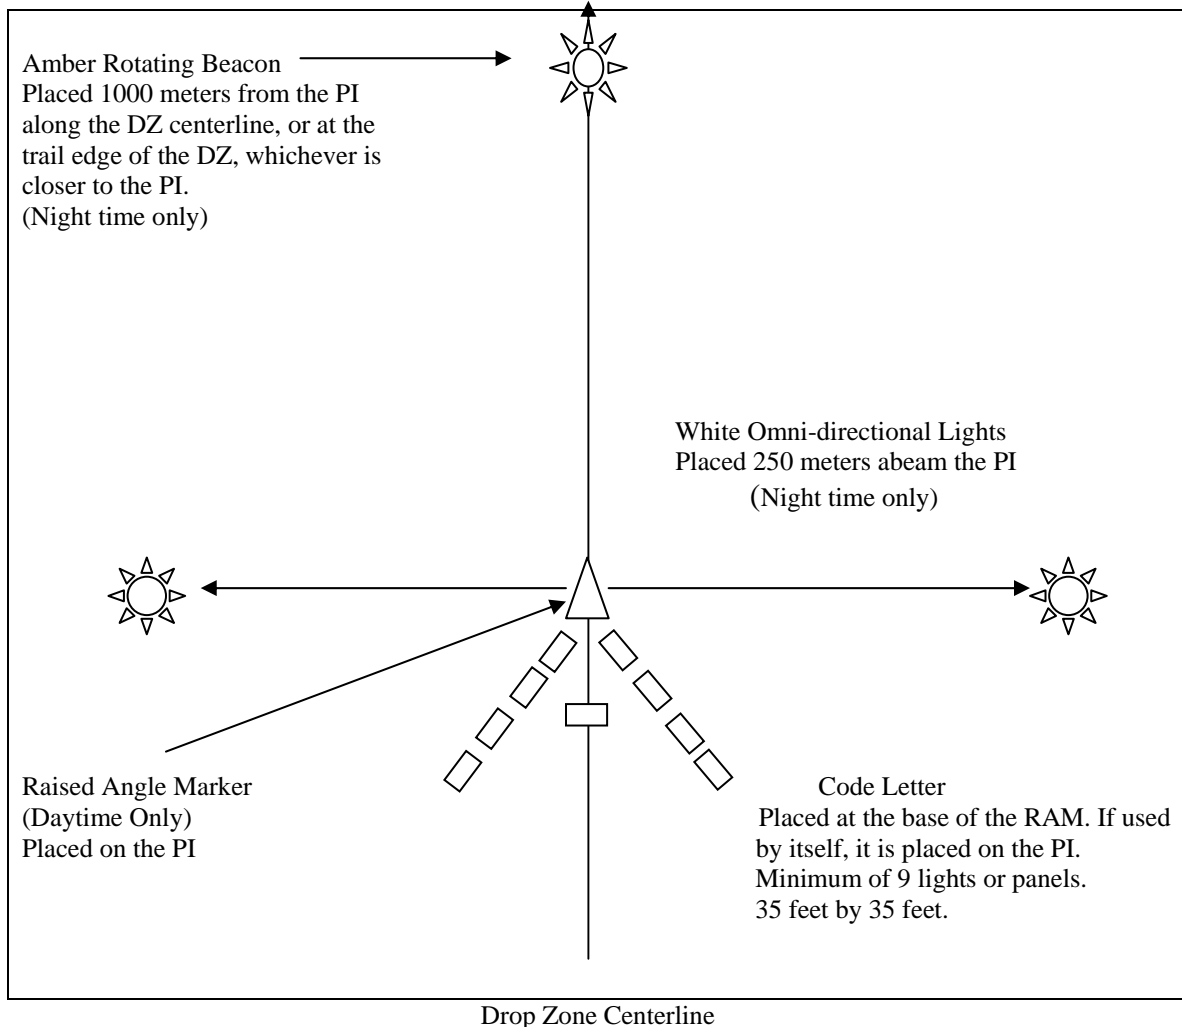 Amber Rotating Beacon
Placed 1000 meters from the PI
along the DZ centerline, or at the
trail edge of the DZ, whichever is
closer to the PI.
(Night time only)
White Omni-directional Lights
Placed 250 meters abeam the PI
(Night time only)
Raised Angle Marker
(Daytime Only)
Placed on the PI
Code Letter
Placed at the base of the RAM. If used
by itself, it is placed on the PI.
Minimum of 9 lights or panels.
35 feet by 35 feet.
Drop Zone Centerline